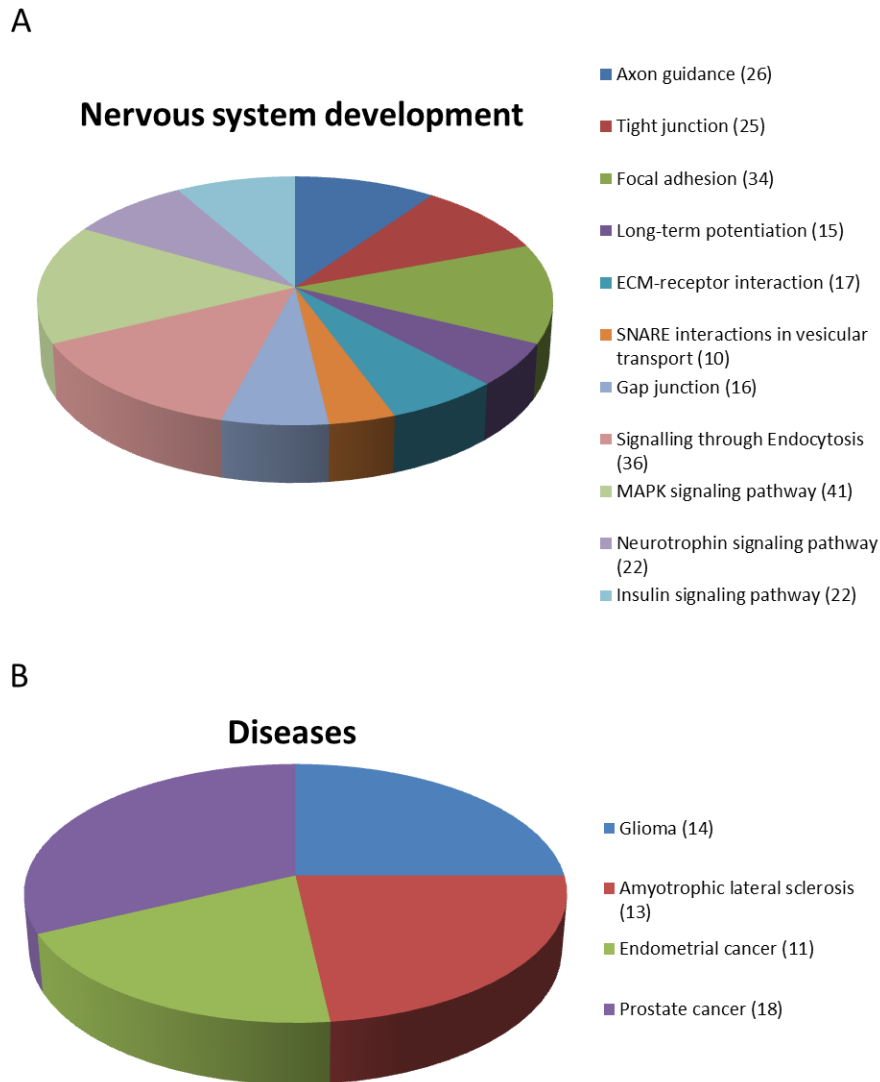 A
Nervous system development
Axon guidance (26)
Tight junction (25)
Focal adhesion (34)
Long-term potentiation (15)
ECM-receptor interaction (17)
SNARE interactions in vesicular
transport (10)
Gap junction (16)
Signalling through Endocytosis
(36)
MAPK signaling pathway (41)
Neurotrophin signaling pathway
(22)
Insulin signaling pathway (22)
B
Diseases
Glioma (14)
Amyotrophic lateral sclerosis
(13)
Endometrial cancer (11)
Prostate cancer (18)